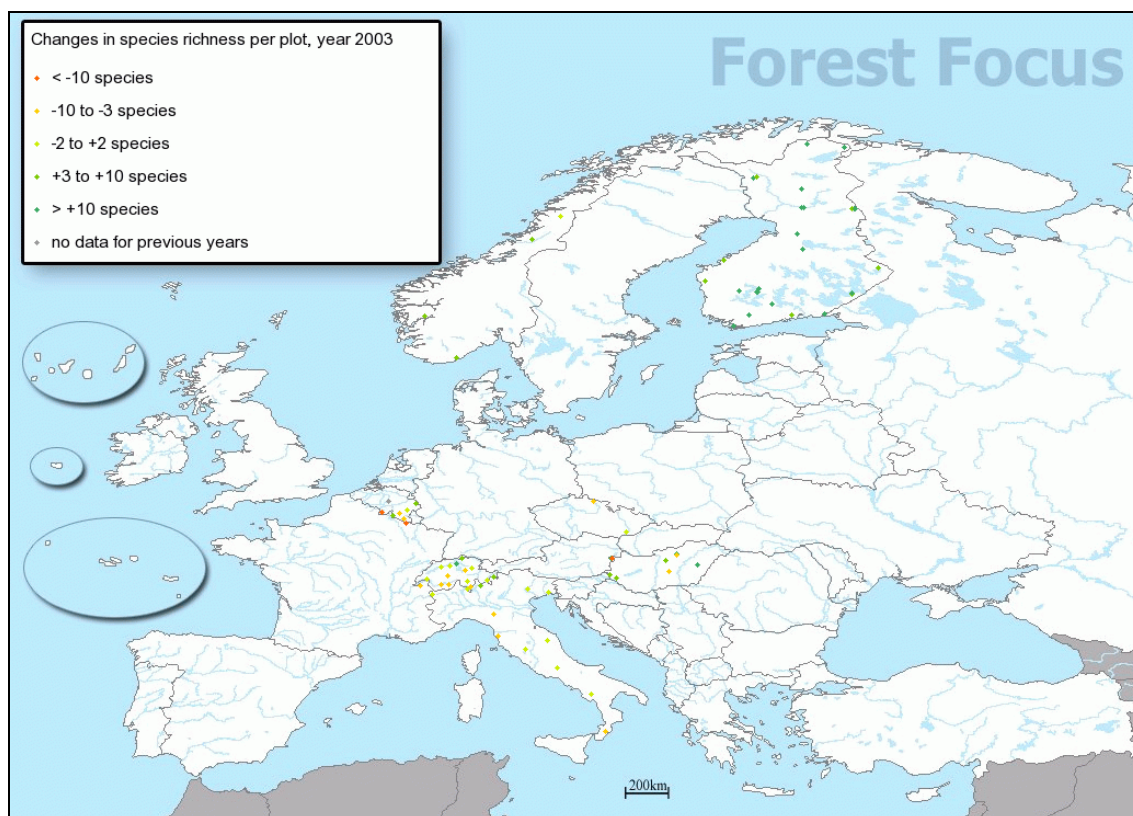 Changes in species richness per plot, year 2003
< -10 species
-10 to -3 species
-2 to +2 species
+3 to +10 species
> +10 species
no data for previous years
Forest Focus
200km